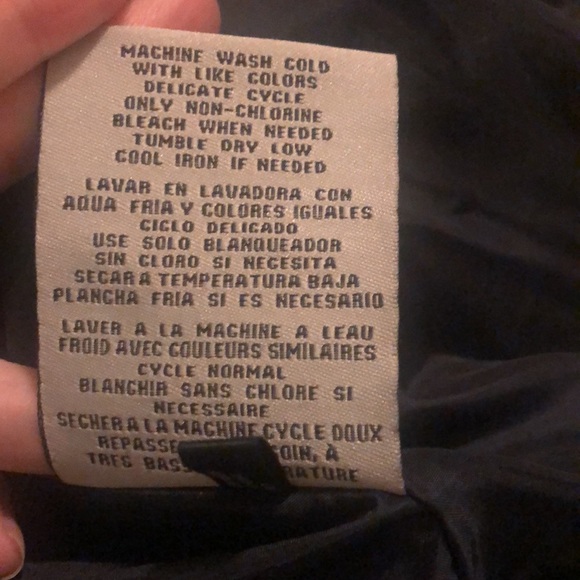 MACHINE WASH COLD
WITH LIKE COLORS
DELICATE CYCLE
ONLY NON-CHLORINE
BLEACH WHEN NEEDED
TUMBLE DRY LOW
COOL IRON IF NEEDED
LAVAR EN LAVADORA CON
AQUA FRIA Y COLORES IGUALES
CICLO DELICADO
USE SOLO BLANQUEADOR
SIN CLORO SI NECESITA
SECAR A TEMPERATURA BAJA
PLANCHA FRIA SI ES NECESARIO
LAVER A LA MACHINE A LEAU
FROID AVEC COULEURS SIMILAIRES
CYCLE NORMAL
BLANCHIR SANS CHLORE SI
NECESSAIRE
SECHER A LA MACHINE CYCLE DOUX
À
TRES